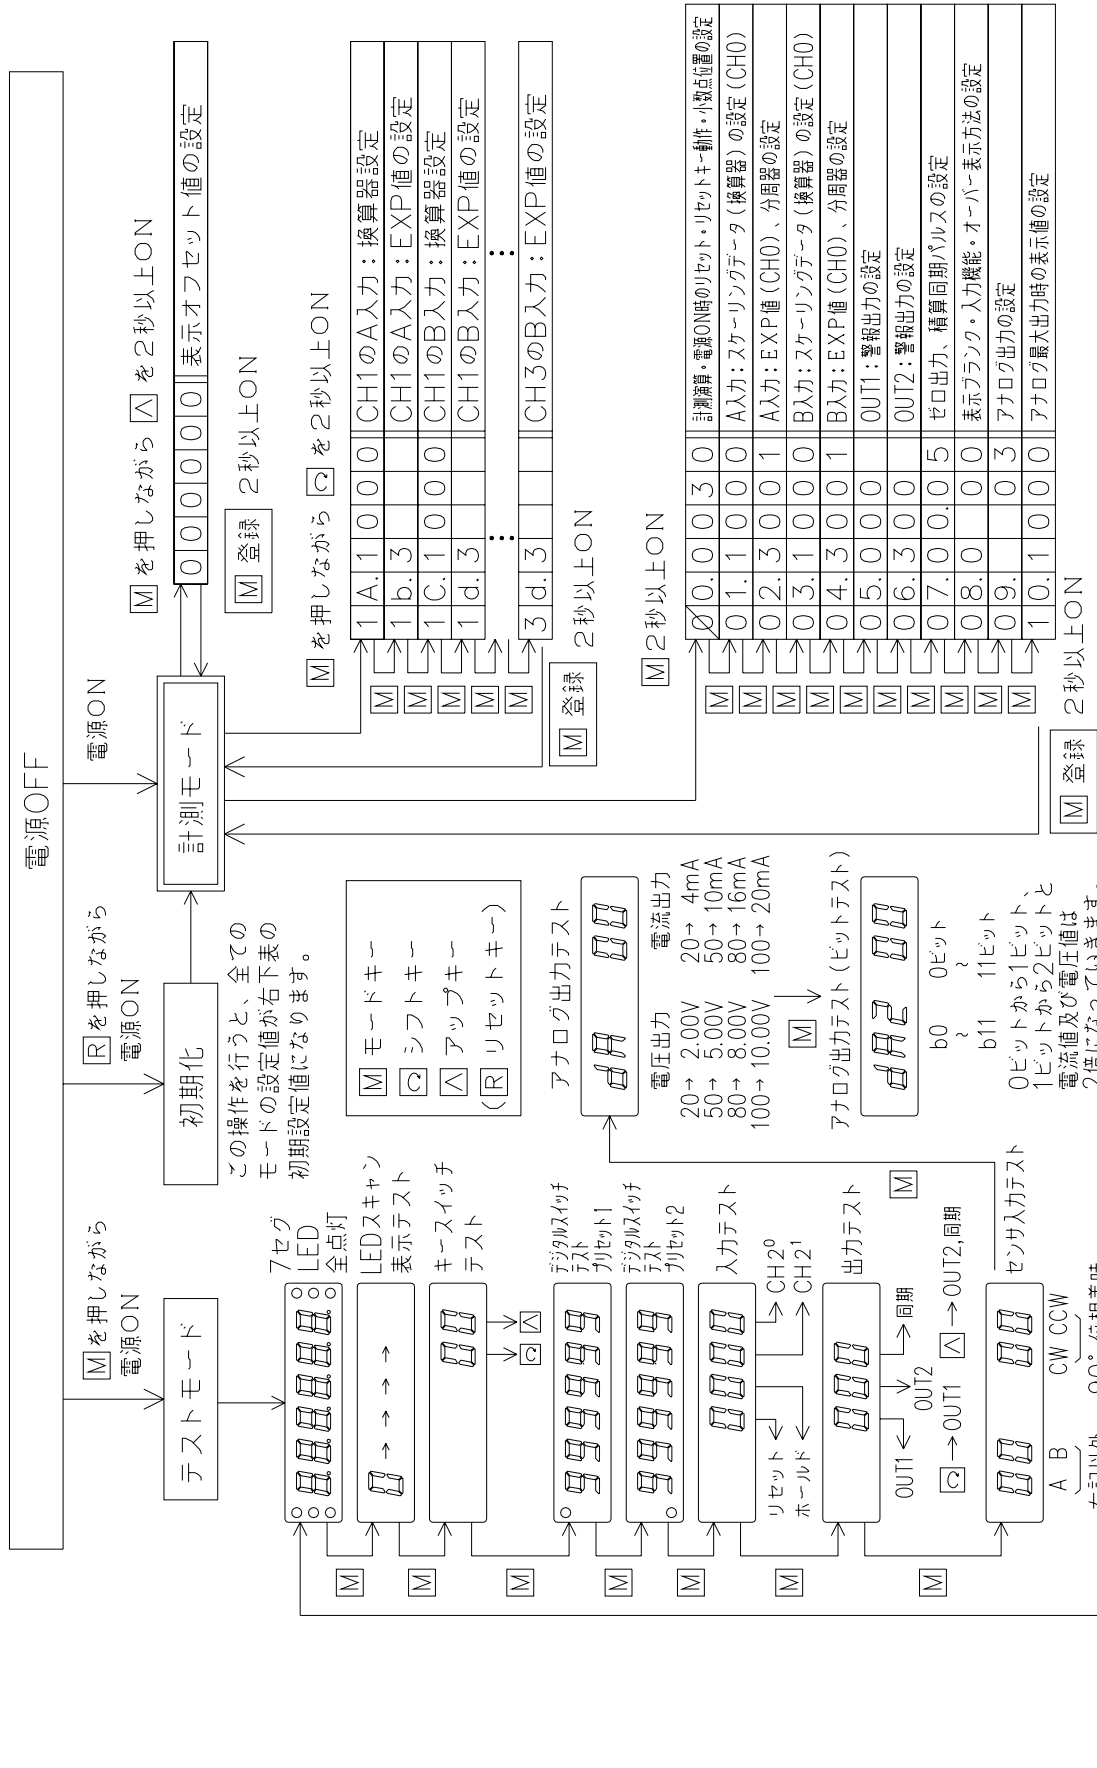 電源OFF
Mを押しながら
電源ON
Rを押しながら
電源ON
電源ON
Mを押しながら ∧ を2秒以上ON
テストモード
初期化
計測モード
0 0 0 0 0 0 表示オフセット値の設定
M 登録 2秒以上ON
この操作を行うと、全ての
モードの設定値が右下表の
初期設定値になります。
M モードキー
シフトキー
∧ アップキー
(R リセットキー)
Mを押しながら を2秒以上ON
1 A. 1 0 0 0 CH1のA入力：換算器設定
1 b. 3 CH1のA入力：EXP値の設定
1 C. 1 0 0 0 CH1のB入力：換算器設定
1 d. 3 CH1のB入力：EXP値の設定
⋮ ⋮
3 d. 3 CH3のB入力：EXP値の設定
M
M
M
M
M
M 登録 2秒以上ON
M 2秒以上ON
0 0. 0 0 3 0 計測演算・電源ON時のリセット・リセットキー動作・小数点位置の設定
0 1. 1 0 0 0 A入力：スケーリングデータ(換算器)の設定(CH0)
0 2. 3 0 0 1 A入力：EXP値(CH0)、分周器の設定
0 3. 1 0 0 0 B入力：スケーリングデータ(換算器)の設定(CH0)
0 4. 3 0 0 1 B入力：EXP値(CH0)、分周器の設定
0 5. 0 0 0 OUT1：警報出力の設定
0 6. 3 0 0 OUT2：警報出力の設定
0 7. 0 0. 0 5 ゼロ出力、積算同期パルスの設定
0 8. 0 0 0 表示ブランク・入力機能・オーバー表示方法の設定
0 9. 0 3 アナログ出力の設定
1 0. 1 0 0 0 アナログ最大出力時の表示値の設定
M
M
M
M
M
M
M
M
M
M
M 登録 2秒以上ON
7セグ
LED
全点灯
8.8.8.8.8.8.
LEDスキャン
表示テスト
0 → → → →
キースイッチ
テスト
00
∧
デジタルスイッチ
テスト
プリセット1
999999
デジタルスイッチ
テスト
プリセット2
999999
入力テスト
0000
リセット
ホールド
CH2⁰
CH2¹
出力テスト
000
OUT1
OUT2
同期
→OUT1 ∧→OUT2,同期
センサ入力テスト
00 00
A B CW CCW
M
M
M
M
M
M
M
M
アナログ出力テスト
dA 00
電圧出力 電流出力
20→ 2.00V 20→ 4mA
50→ 5.00V 50→ 10mA
80→ 8.00V 80→ 16mA
100→ 10.00V 100→ 20mA
M
アナログ出力テスト(ビットテスト)
dA2 00
b0 0ビット
~ ~
b11 11ビット
0ビットから1ビット、
1ビットから2ビットと
電流値及び電圧値は
2倍になっていきます。